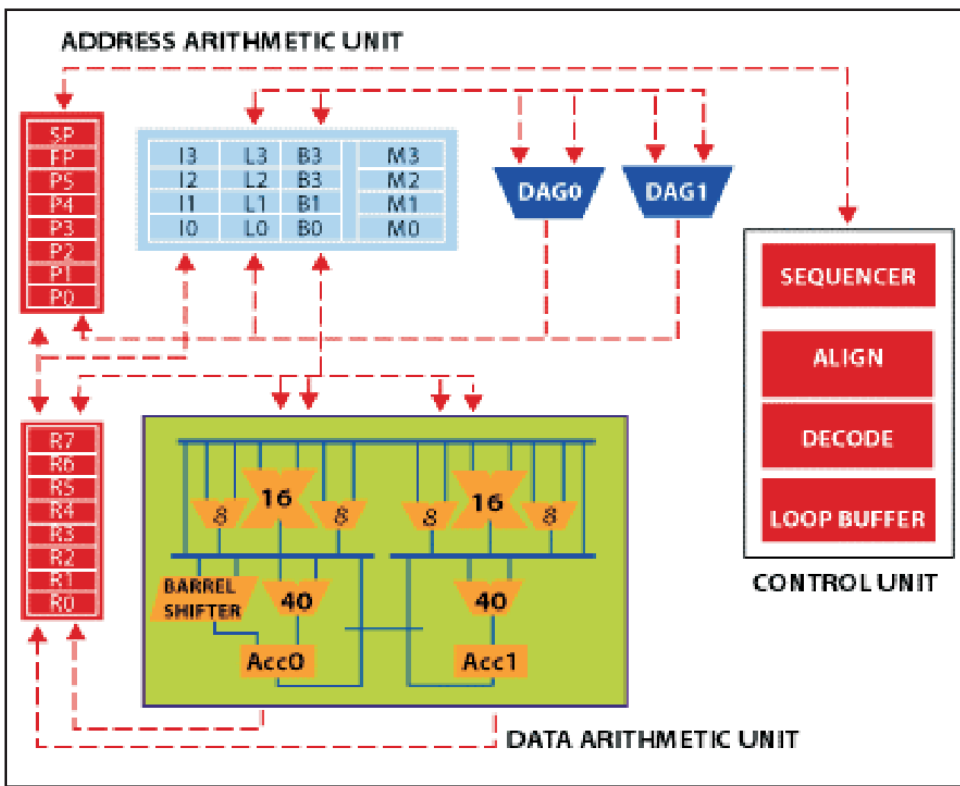 ADDRESS ARITHMETIC UNIT
SP
FP
P5
P4
P3
P2
P1
P0
I3 L3 B3 M3
I2 L2 B3 M2
I1 L1 B1 M1
I0 L0 B0 M0
DAG0 DAG1
SEQUENCER
ALIGN
DECODE
LOOP BUFFER
CONTROL UNIT
R7
R6
R5
R4
R3
R2
R1
R0
8 16 8 8 16 8
BARREL
SHIFTER
40 40
Acc0 Acc1
DATA ARITHMETIC UNIT